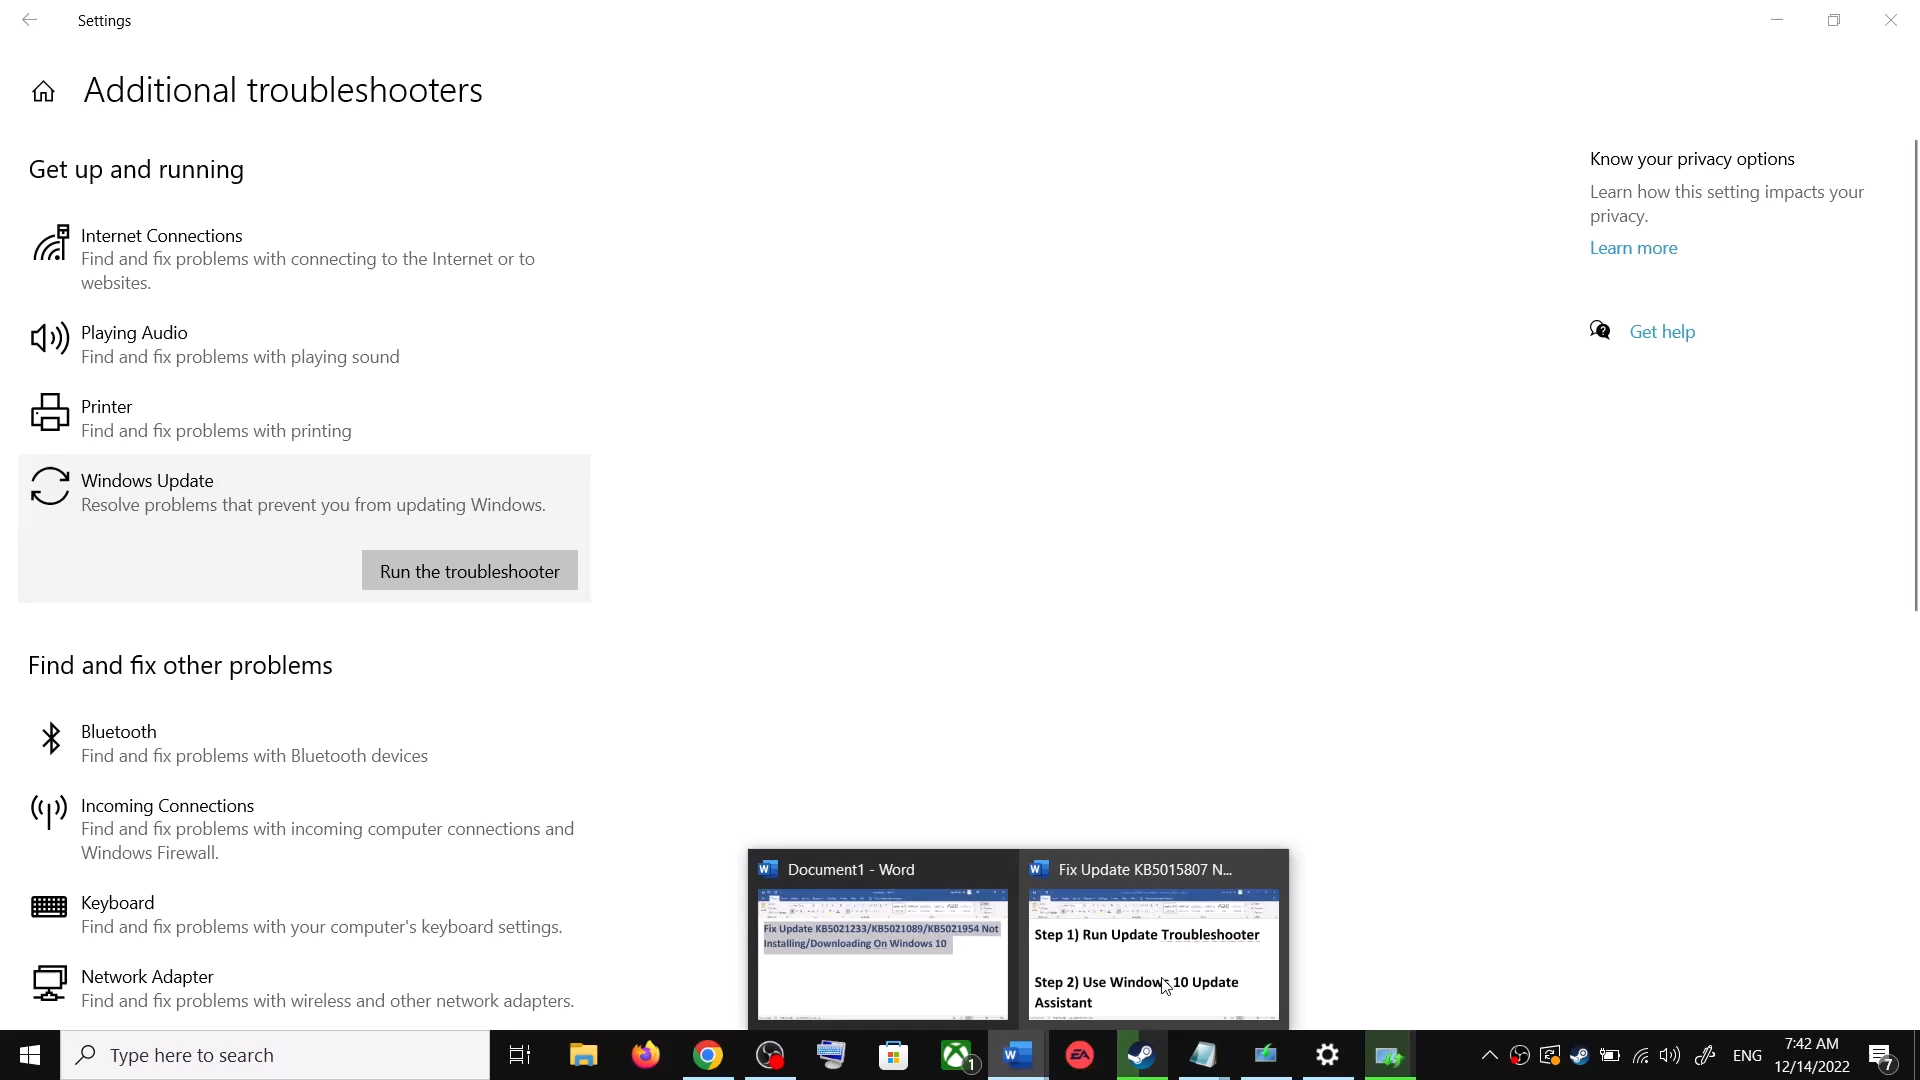 Settings
Additional troubleshooters
Get up and running
Internet Connections
Find and fix problems with connecting to the Internet or to
websites.
Playing Audio
Find and fix problems with playing sound
Printer
Find and fix problems with printing
Windows Update
Resolve problems that prevent you from updating Windows.
Run the troubleshooter
Find and fix other problems
Bluetooth
Find and fix problems with Bluetooth devices
Incoming Connections
Find and fix problems with incoming computer connections and
Windows Firewall.
Keyboard
Find and fix problems with your computer's keyboard settings.
Network Adapter
Find and fix problems with wireless and other network adapters.
Know your privacy options
Learn how this setting impacts your
privacy.
Learn more
Get help
Document1 - Word
Fix Update KB5021233/KB5021089/KB5021954 Not
Installing/Downloading On Windows 10
Fix Update KB5015807 N...
Step 1) Run Update Troubleshooter
Step 2) Use Windows 10 Update
Assistant
Type here to search
1
EA
ENG
7:42 AM
12/14/2022
7